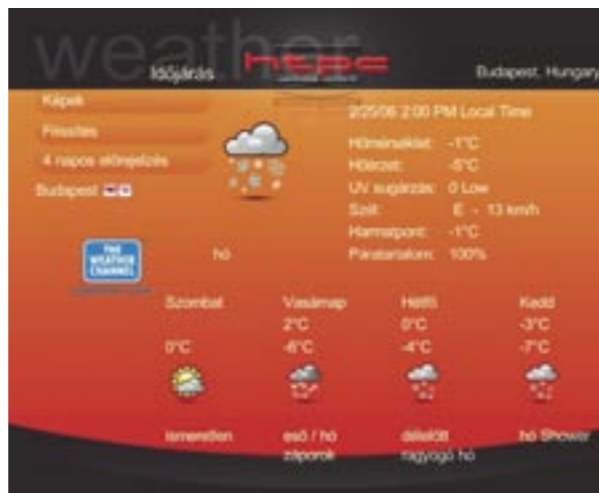 weather
Időjárás
htpc
Budapest, Hungary
Képek
Frissítés
4 napos előrejelzés
Budapest
2/25/06 2:00 PM Local Time
Hőmérséklet: -1°C
Hőérzet: -5°C
UV sugárzás: 0 Low
Szél: E - 13 km/h
Harmatpont: -1°C
Páratartalom: 100%
THE
WEATHER
CHANNEL
hó
Szombat Vasárnap Hétfő Kedd
2°C 0°C -3°C
0°C -6°C -4°C -7°C
ismeretlen eső / hó délelőtt hó Shower
záporok ragyogó hó